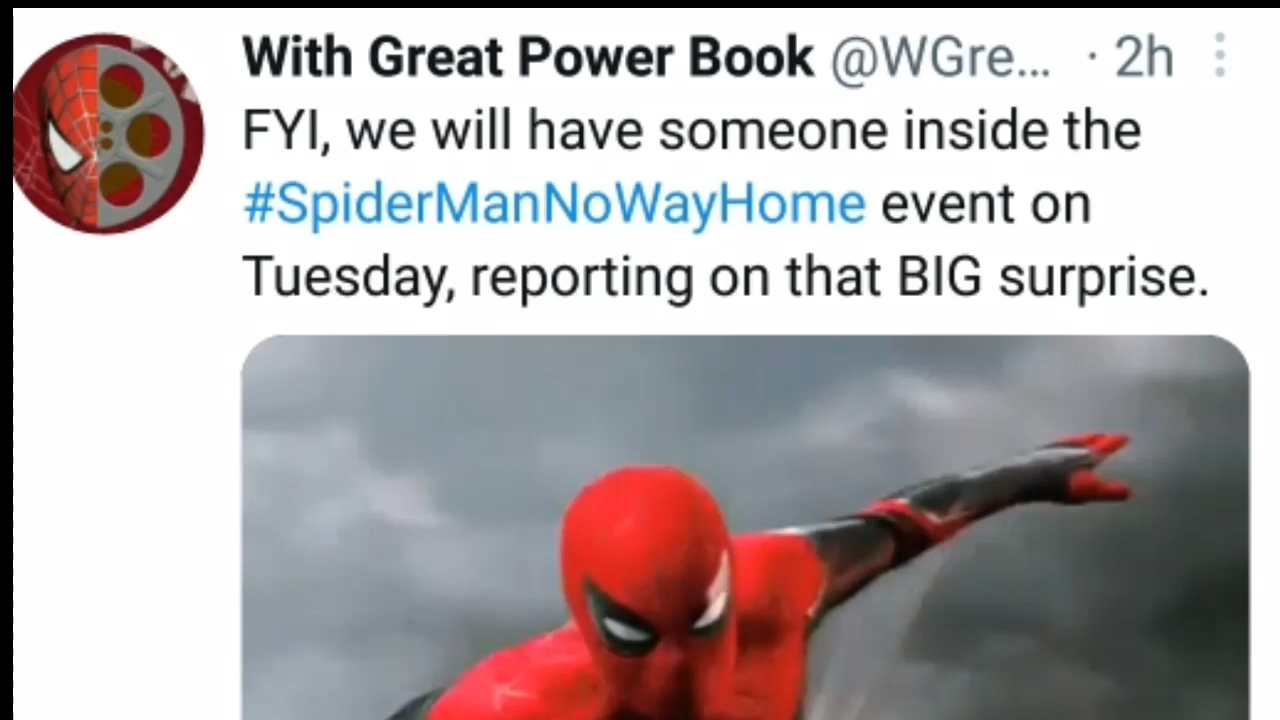 With Great Power Book @WGre... · 2h
FYI, we will have someone inside the
#SpiderManNoWayHome event on
Tuesday, reporting on that BIG surprise.